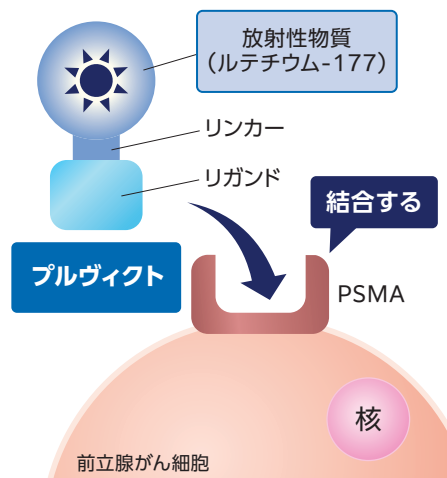 放射性物質
（ルテチウム-177）
リンカー
リガンド
結合する
プルヴィクト
PSMA
核
前立腺がん細胞